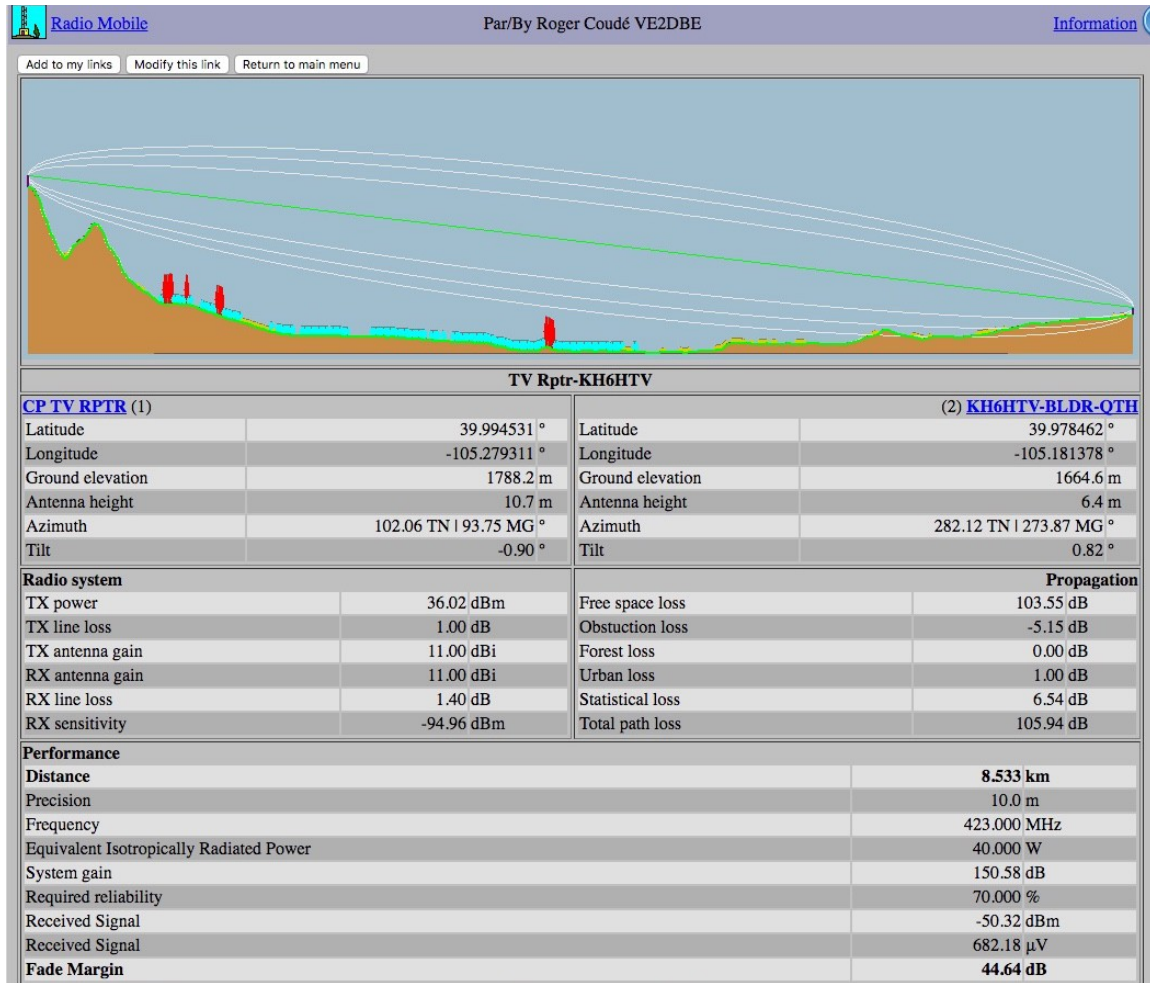 Radio Mobile Par/By Roger Coudé VE2DBE Information
Add to my links Modify this link Return to main menu
TV Rptr-KH6HTV
CP TV RPTR (1) (2) KH6HTV-BLDR-QTH
Latitude 39.994531 ° Latitude 39.978462 °
Longitude -105.279311 ° Longitude -105.181378 °
Ground elevation 1788.2 m Ground elevation 1664.6 m
Antenna height 10.7 m Antenna height 6.4 m
Azimuth 102.06 TN | 93.75 MG ° Azimuth 282.12 TN | 273.87 MG °
Tilt -0.90 ° Tilt 0.82 °
Radio system Propagation
TX power 36.02 dBm Free space loss 103.55 dB
TX line loss 1.00 dB Obstuction loss -5.15 dB
TX antenna gain 11.00 dBi Forest loss 0.00 dB
RX antenna gain 11.00 dBi Urban loss 1.00 dB
RX line loss 1.40 dB Statistical loss 6.54 dB
RX sensitivity -94.96 dBm Total path loss 105.94 dB
Performance
Distance 8.533 km
Precision 10.0 m
Frequency 423.000 MHz
Equivalent Isotropically Radiated Power 40.000 W
System gain 150.58 dB
Required reliability 70.000 %
Received Signal -50.32 dBm
Received Signal 682.18 µV
Fade Margin 44.64 dB